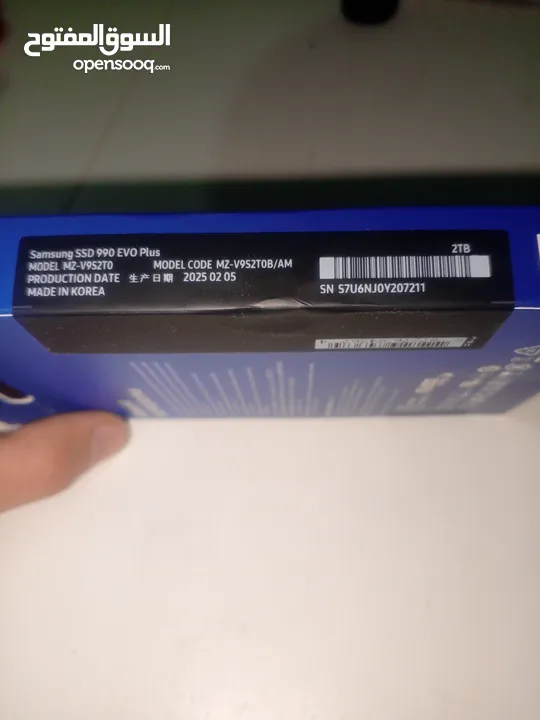 السوق المفتوح
opensooq.com
Samsung SSD 990 EVO Plus
2TB
MODEL MZ-V9S2T0 MODEL CODE MZ-V9S2T0B/AM
PRODUCTION DATE 生产日期 2025 02 05
MADE IN KOREA
SN S7U6NJ0Y207211